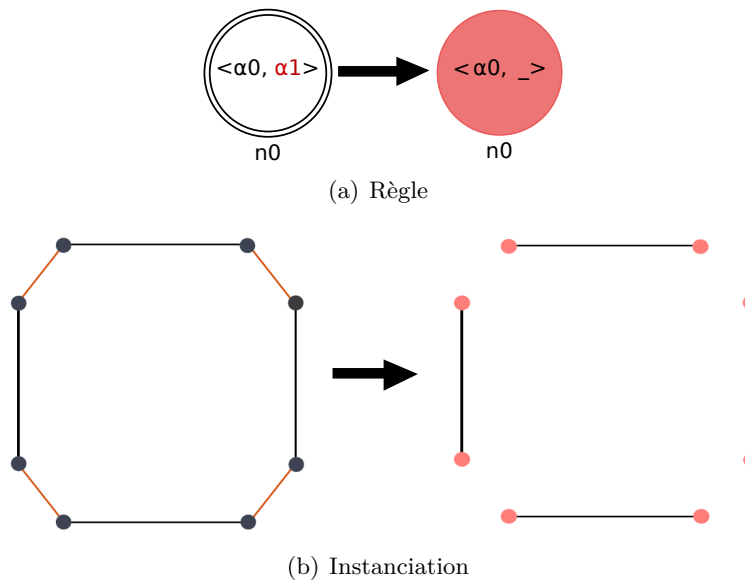 <α0, α1> <α0, _>
n0 n0
(a) Règle
(b) Instanciation